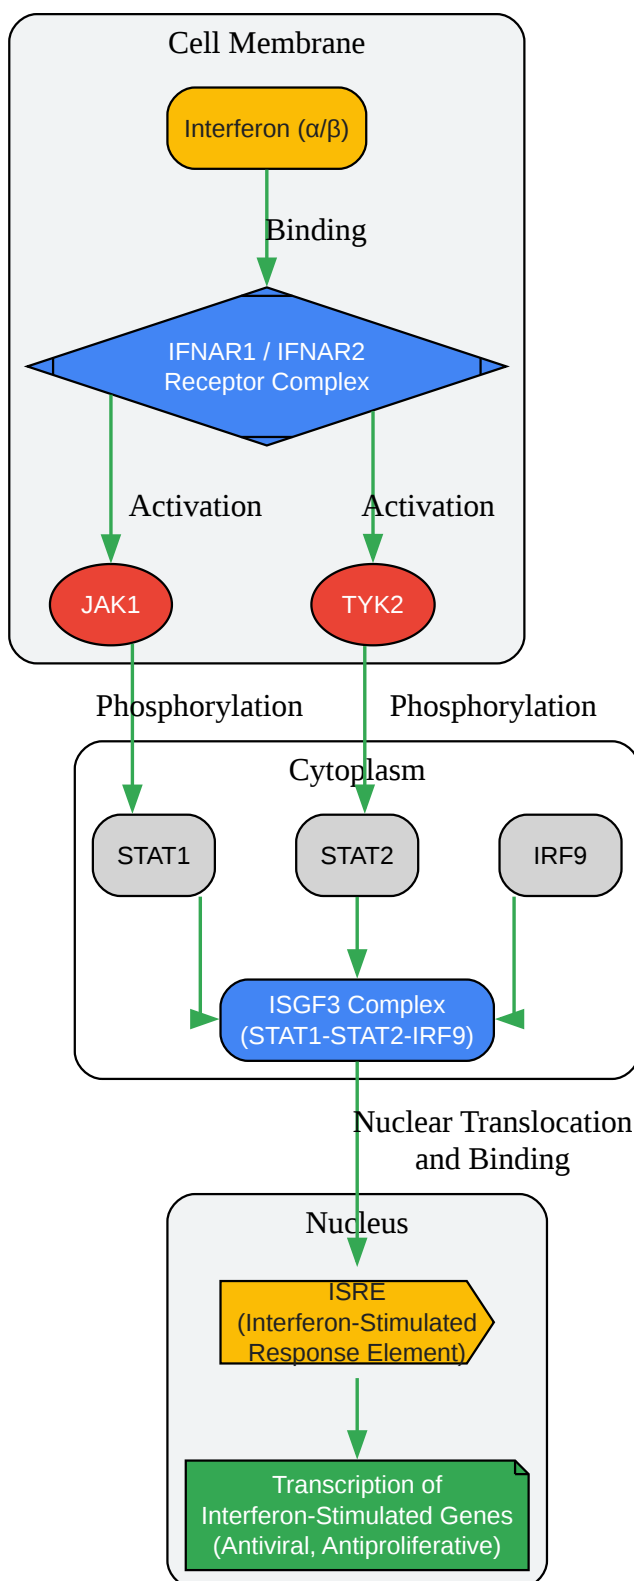 Cell Membrane
Interferon (α/β)
Binding
IFNAR1 / IFNAR2
Receptor Complex
Activation
Activation
JAK1
TYK2
Phosphorylation
Phosphorylation
Cytoplasm
STAT1
STAT2
IRF9
ISGF3 Complex
(STAT1-STAT2-IRF9)
Nuclear Translocation
and Binding
Nucleus
ISRE
(Interferon-Stimulated
Response Element)
Transcription of
Interferon-Stimulated Genes
(Antiviral, Antiproliferative)